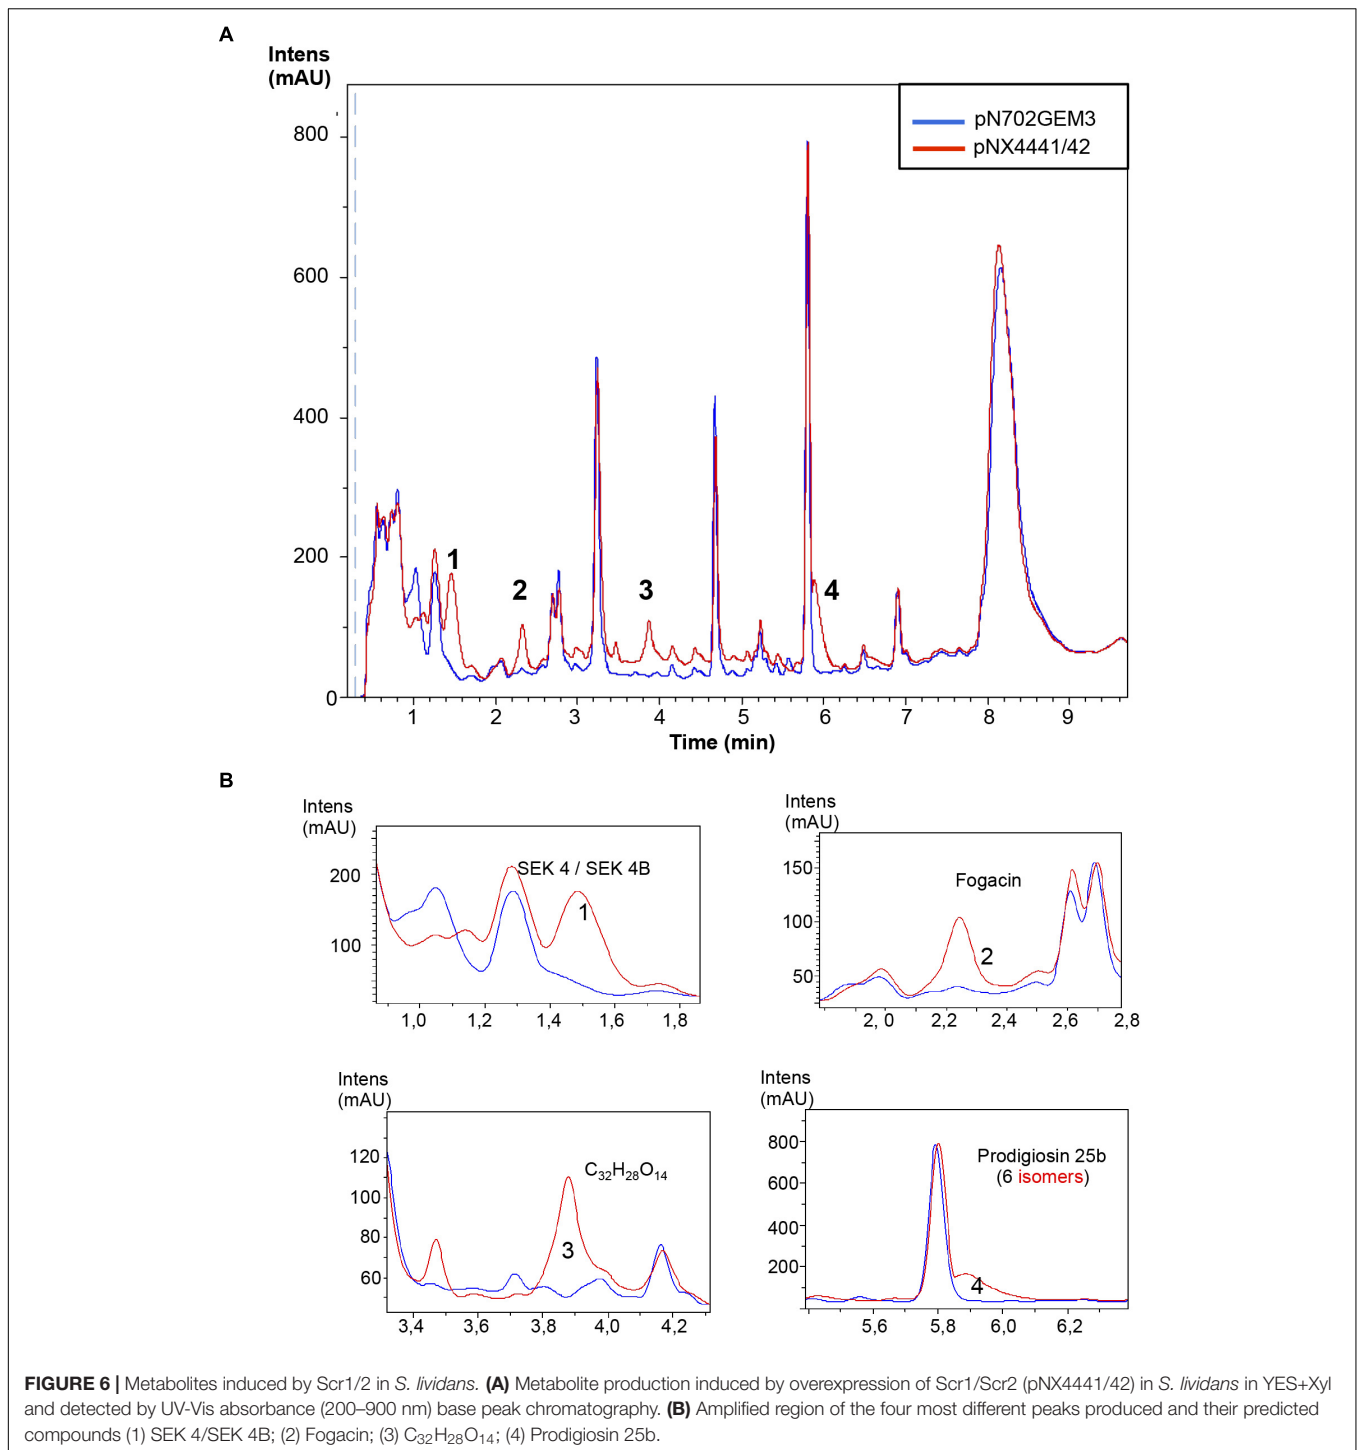 A
Intens
(mAU)
pN702GEM3
pNX4441/42
800
600
400
200
0
1 2 3 4
1 2 3 4 5 6 7 8 9
Time (min)
B
Intens
(mAU)
SEK 4 / SEK 4B
200
100
1
1,0 1,2 1,4 1,6 1,8
Intens
(mAU)
Fogacin
150
100
50
2
2, 0 2,2 2,4 2,6 2,8
Intens
(mAU)
C32H28O14
120
100
80
60
3
3,4 3,6 3,8 4,0 4,2
Intens
(mAU)
Prodigiosin 25b
(6 isomers)
800
600
400
200
4
5,6 5,8 6,0 6,2
FIGURE 6 | Metabolites induced by Scr1/2 in S. lividans. (A) Metabolite production induced by overexpression of Scr1/Scr2 (pNX4441/42) in S. lividans in YES+Xyl
and detected by UV-Vis absorbance (200–900 nm) base peak chromatography. (B) Amplified region of the four most different peaks produced and their predicted
compounds (1) SEK 4/SEK 4B; (2) Fogacin; (3) C32H28O14; (4) Prodigiosin 25b.